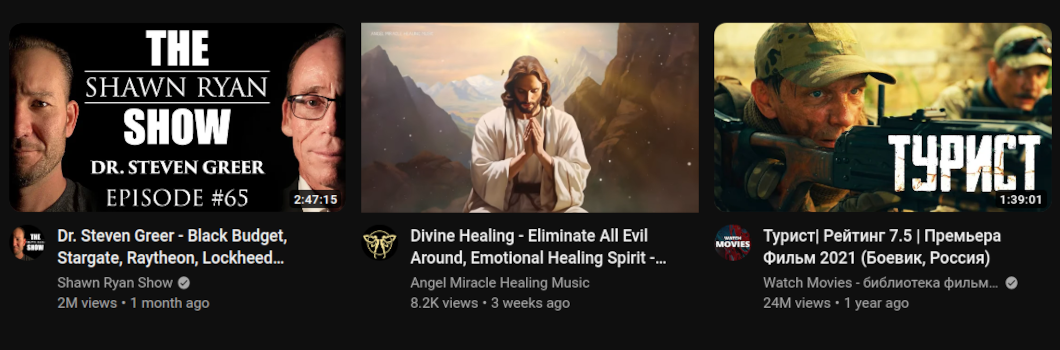 THE
SHAWN RYAN
SHOW
DR. STEVEN GREER
EPISODE #65
2:47:15
Dr. Steven Greer - Black Budget,
Stargate, Raytheon, Lockheed...
Shawn Ryan Show
2M views • 1 month ago
Divine Healing - Eliminate All Evil
Around, Emotional Healing Spirit -...
Angel Miracle Healing Music
8.2K views • 3 weeks ago
ТУРИСТ
1:39:01
WATCH
MOVIES
Турист| Рейтинг 7.5 | Премьера
Фильм 2021 (Боевик, Россия)
Watch Movies - библиотека фильм...
24M views • 1 year ago